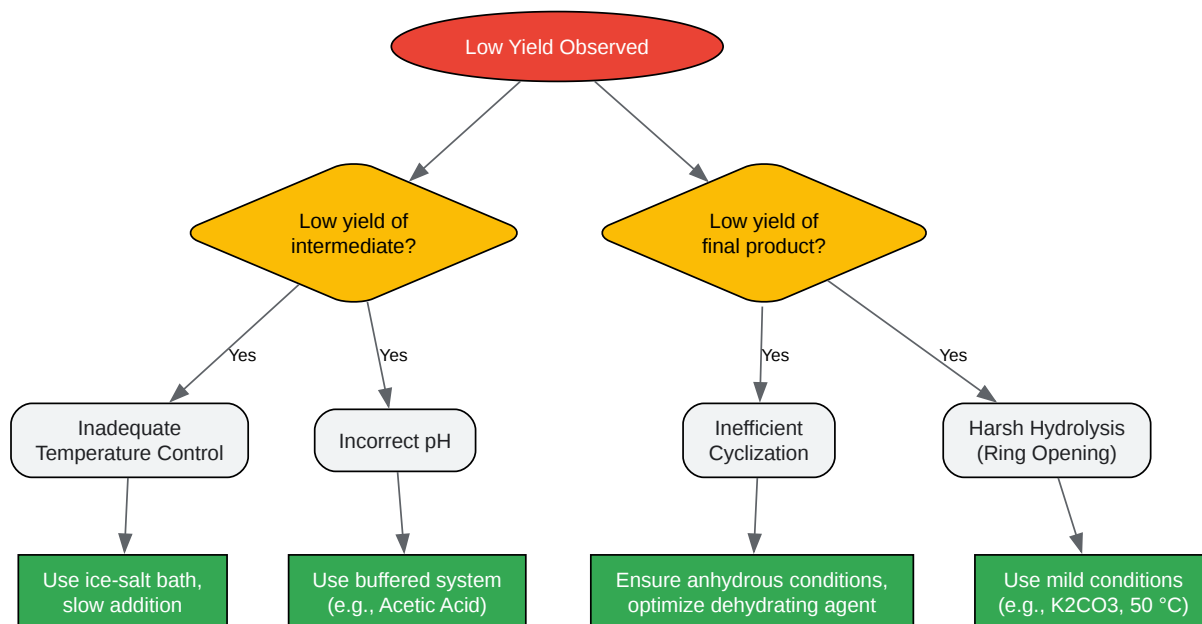 Low Yield Observed
Low yield of
intermediate?
Low yield of
final product?
Yes
Yes
Yes
Yes
Inadequate
Temperature Control
Incorrect pH
Inefficient
Cyclization
Harsh Hydrolysis
(Ring Opening)
Use ice-salt bath,
slow addition
Use buffered system
(e.g., Acetic Acid)
Ensure anhydrous conditions,
optimize dehydrating agent
Use mild conditions
(e.g., K2CO3, 50 °C)